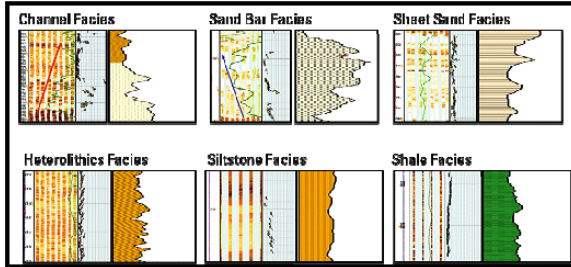 Channel Facies
Sand Bar Facies
Sheet Sand Facies
Heterolithics Facies
Siltstone Facies
Shale Facies